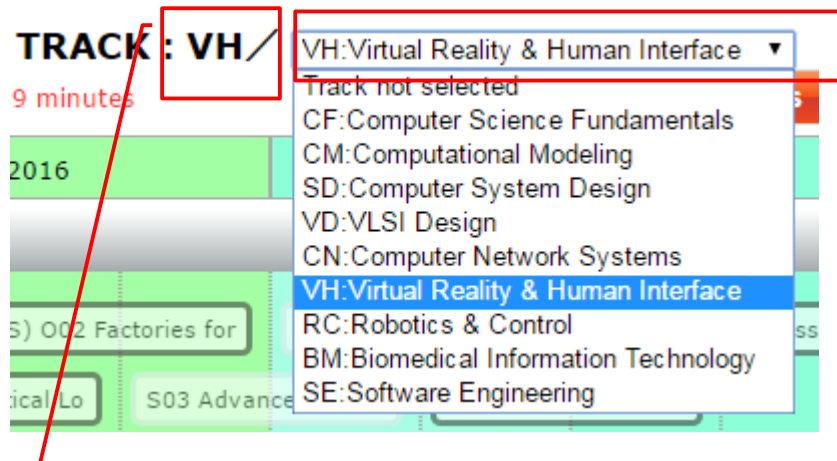 TRACK : VH／ VH:Virtual Reality & Human Interface ▼
Track not selected
9 minutes
CF:Computer Science Fundamentals
CM:Computational Modeling
2016
SD:Computer System Design
VD:VLSI Design
CN:Computer Network Systems
VH:Virtual Reality & Human Interface
S) O02 Factories for
RC:Robotics & Control
BM:Biomedical Information Technology
tical Lo
S03 Advance
SE:Software Engineering